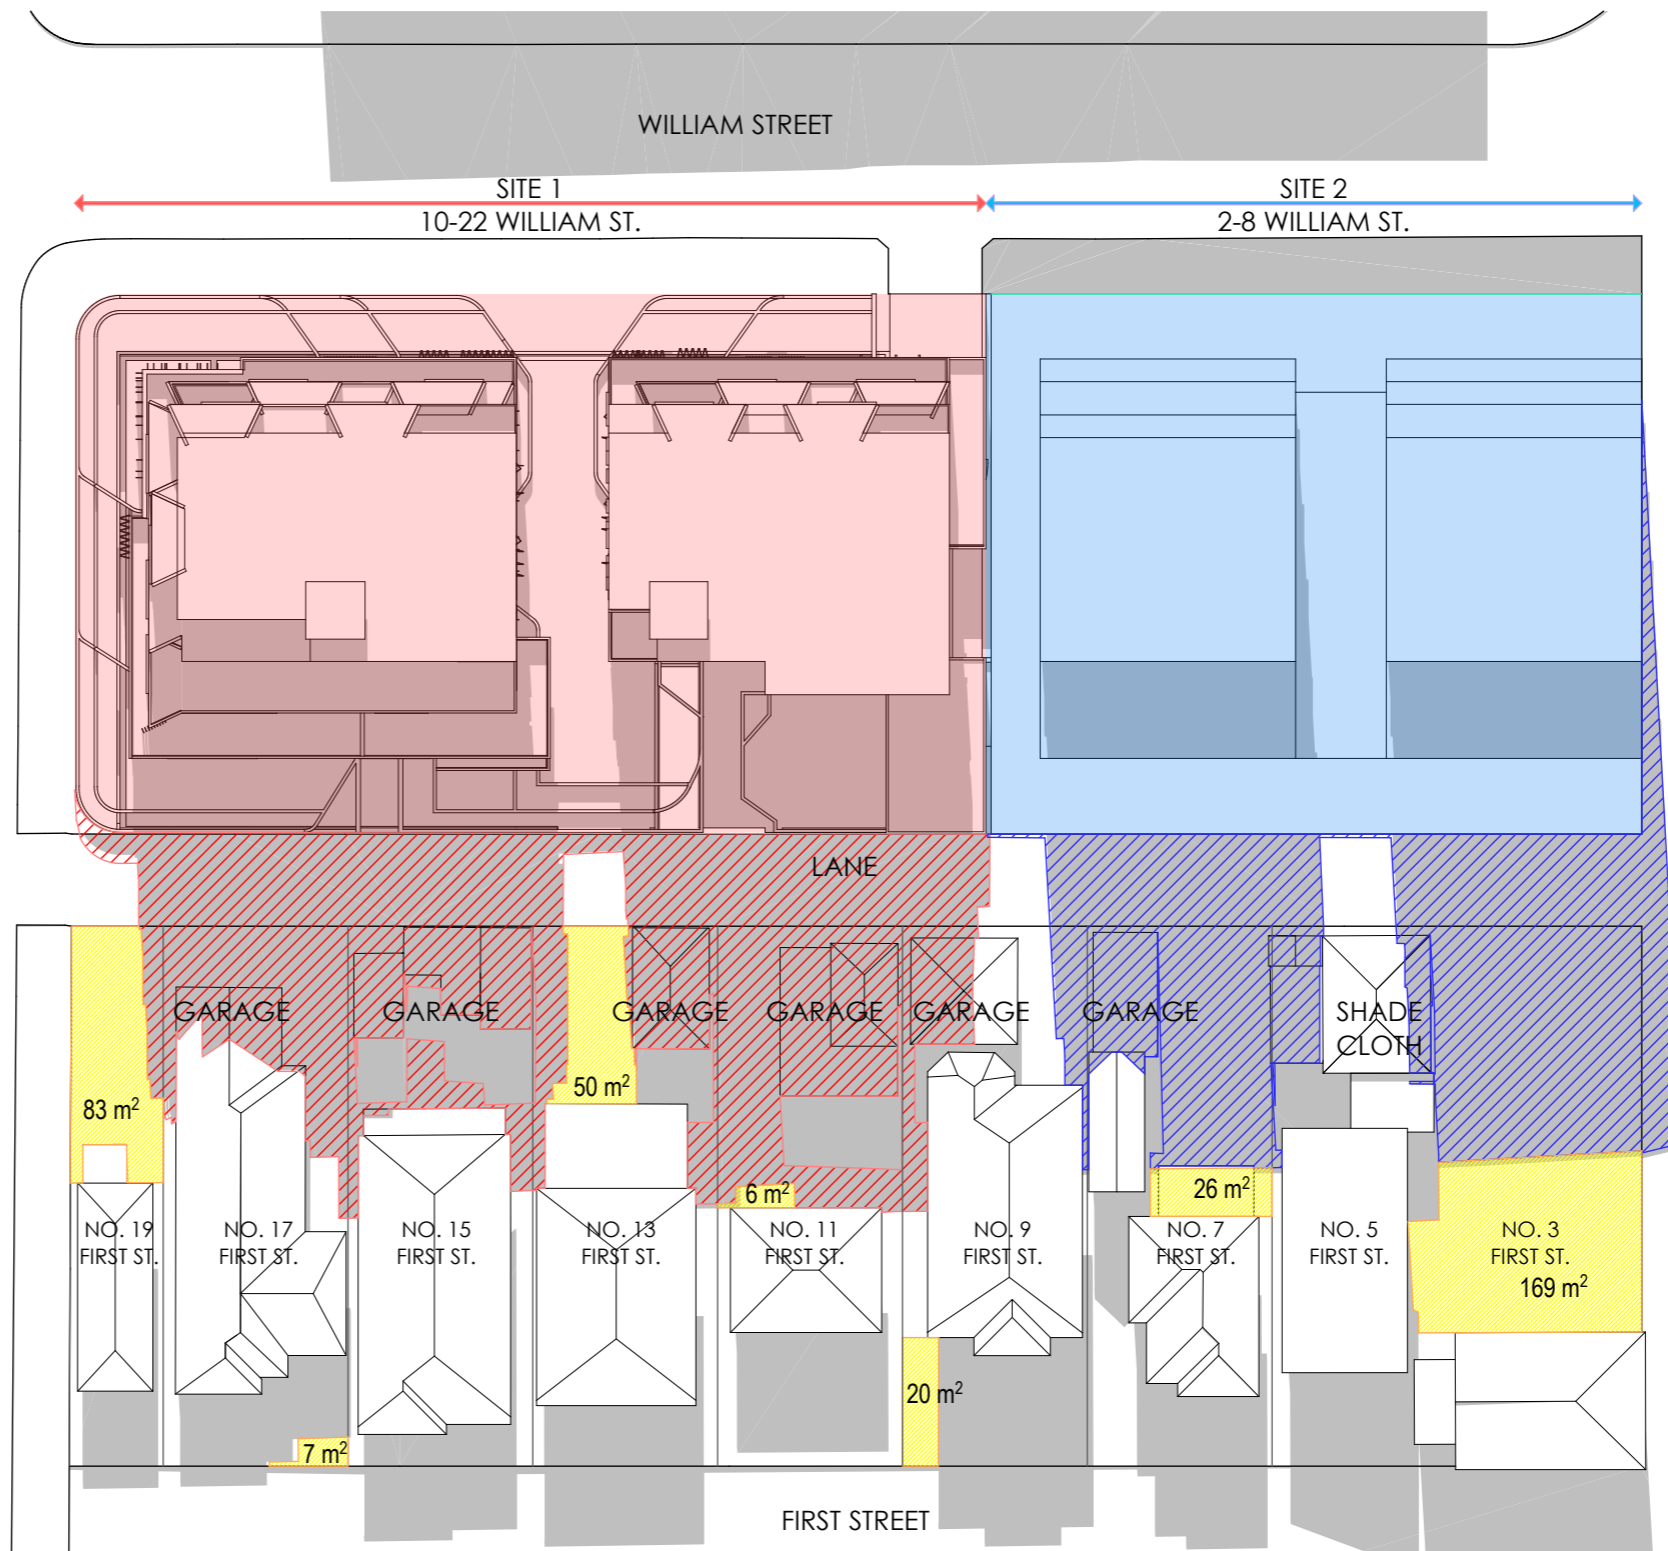 WILLIAM STREET
SITE 1
10-22 WILLIAM ST.
SITE 2
2-8 WILLIAM ST.
LANE
GARAGE
GARAGE
GARAGE
GARAGE
GARAGE
GARAGE
SHADE
CLOTH
83 m²
50 m²
6 m²
26 m²
NO. 19
FIRST ST.
NO. 17
FIRST ST.
NO. 15
FIRST ST.
NO. 13
FIRST ST.
NO. 11
FIRST ST.
NO. 9
FIRST ST.
NO. 7
FIRST ST.
NO. 5
FIRST ST.
NO. 3
FIRST ST.
169 m²
20 m²
7 m²
FIRST STREET